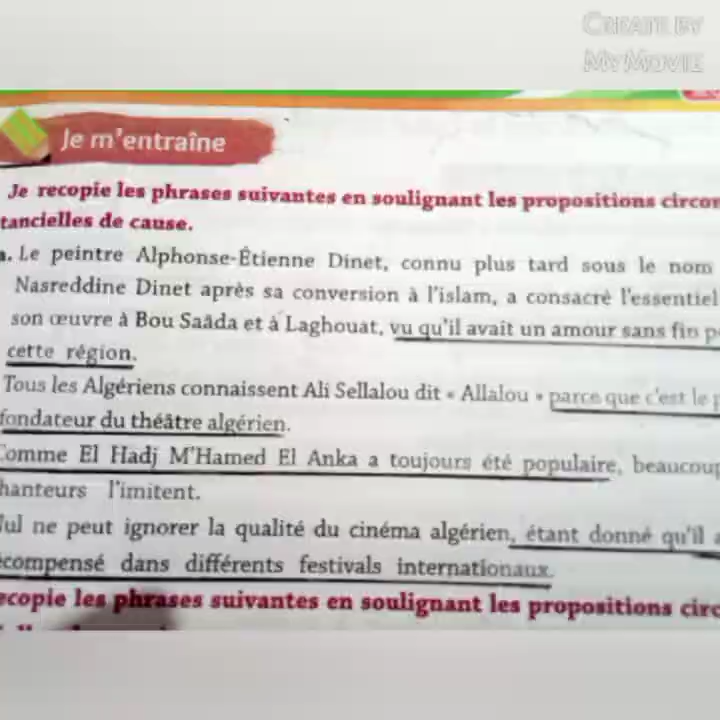 CREATE BY
MYMOVIE
Je m'entraîne
Je recopie les phrases suivantes en soulignant les propositions circon
tancielles de cause.
a. Le peintre Alphonse-Étienne Dinet, connu plus tard sous le nom
Nasreddine Dinet après sa conversion à l'islam, a consacré l'essentiel
son œuvre à Bou Saâda et à Laghouat, vu qu'il avait un amour sans fin p
cette région.
Tous les Algériens connaissent Ali Sellalou dit « Allalou » parce que c'est le p
fondateur du théâtre algérien.
Comme El Hadj M'Hamed El Anka a toujours été populaire, beaucoup
hanteurs l'imitent.
Nul ne peut ignorer la qualité du cinéma algérien, étant donné qu'il a
écompensé dans différents festivals internationaux.
ecopie les phrases suivantes en soulignant les propositions circ